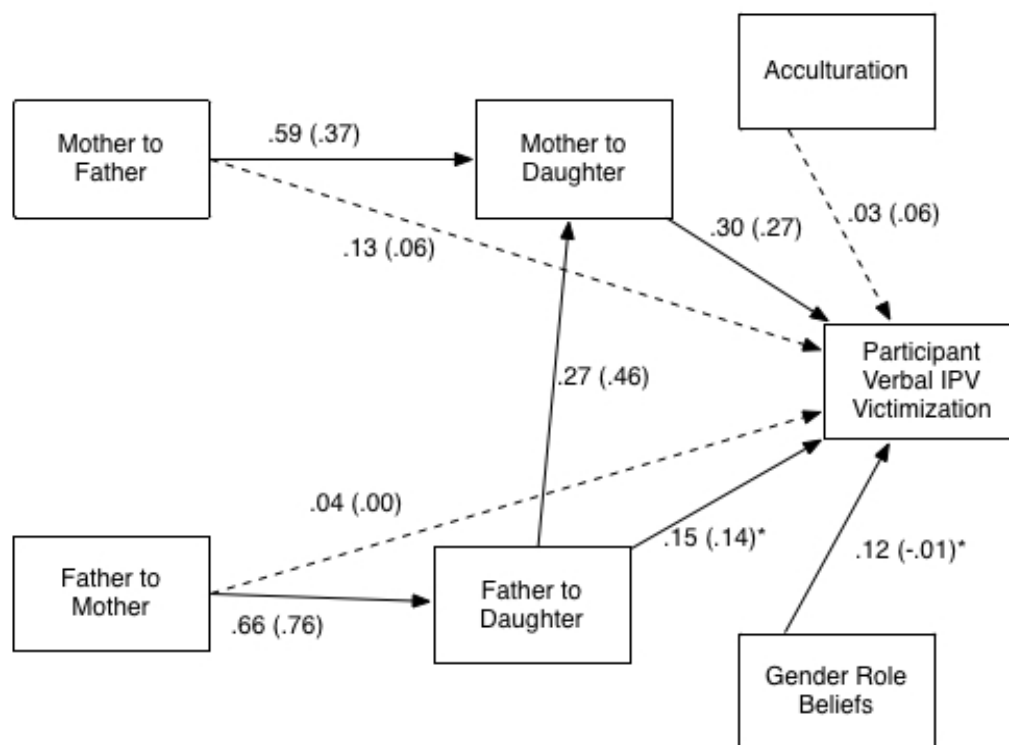 Acculturation
Mother to
Father
.59 (.37)
Mother to
Daughter
.13 (.06)
.30 (.27)
.03 (.06)
Participant
Verbal IPV
Victimization
.27 (.46)
.04 (.00)
Father to
Mother
.66 (.76)
Father to
Daughter
.15 (.14)*
.12 (-.01)*
Gender Role
Beliefs